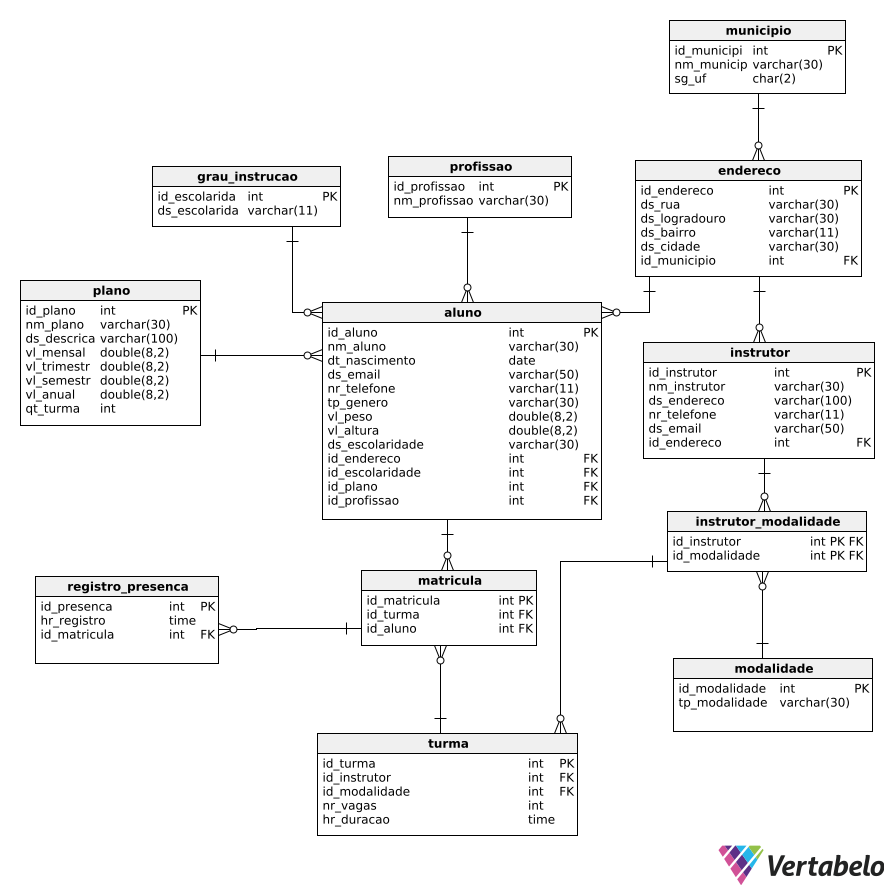 municipio
id_municipi int PK
nm_municip varchar(30)
sg_uf char(2)
grau_instrucao
id_escolarida int PK
ds_escolarida varchar(11)
profissao
id_profissao int PK
nm_profissao varchar(30)
endereco
id_endereco int PK
ds_rua varchar(30)
ds_logradouro varchar(30)
ds_bairro varchar(11)
ds_cidade varchar(30)
id_municipio int FK
plano
id_plano int PK
nm_plano varchar(30)
ds_descrica varchar(100)
vl_mensal double(8,2)
vl_trimestr double(8,2)
vl_semestr double(8,2)
vl_anual double(8,2)
qt_turma int
aluno
id_aluno int PK
nm_aluno varchar(30)
dt_nascimento date
ds_email varchar(50)
nr_telefone varchar(11)
tp_genero varchar(30)
vl_peso double(8,2)
vl_altura double(8,2)
ds_escolaridade varchar(30)
id_endereco int FK
id_escolaridade int FK
id_plano int FK
id_profissao int FK
instrutor
id_instrutor int PK
nm_instrutor varchar(30)
ds_endereco varchar(100)
nr_telefone varchar(11)
ds_email varchar(50)
id_endereco int FK
instrutor_modalidade
id_instrutor int PK FK
id_modalidade int PK FK
registro_presenca
id_presenca int PK
hr_registro time
id_matricula int FK
matricula
id_matricula int PK
id_turma int FK
id_aluno int FK
modalidade
id_modalidade int PK
tp_modalidade varchar(30)
turma
id_turma int PK
id_instrutor int FK
id_modalidade int FK
nr_vagas int
hr_duracao time
Vertabelo